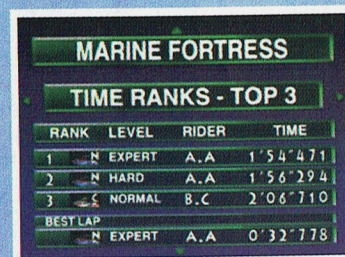 MARINE FORTRESS
TIME RANKS - TOP 3
RANK LEVEL RIDER TIME
1 N EXPERT A.A 1'54"471
2 N HARD A.A 1'56"294
3 S NORMAL B.C 2'06"710
BEST LAP
N EXPERT A.A 0'32"778